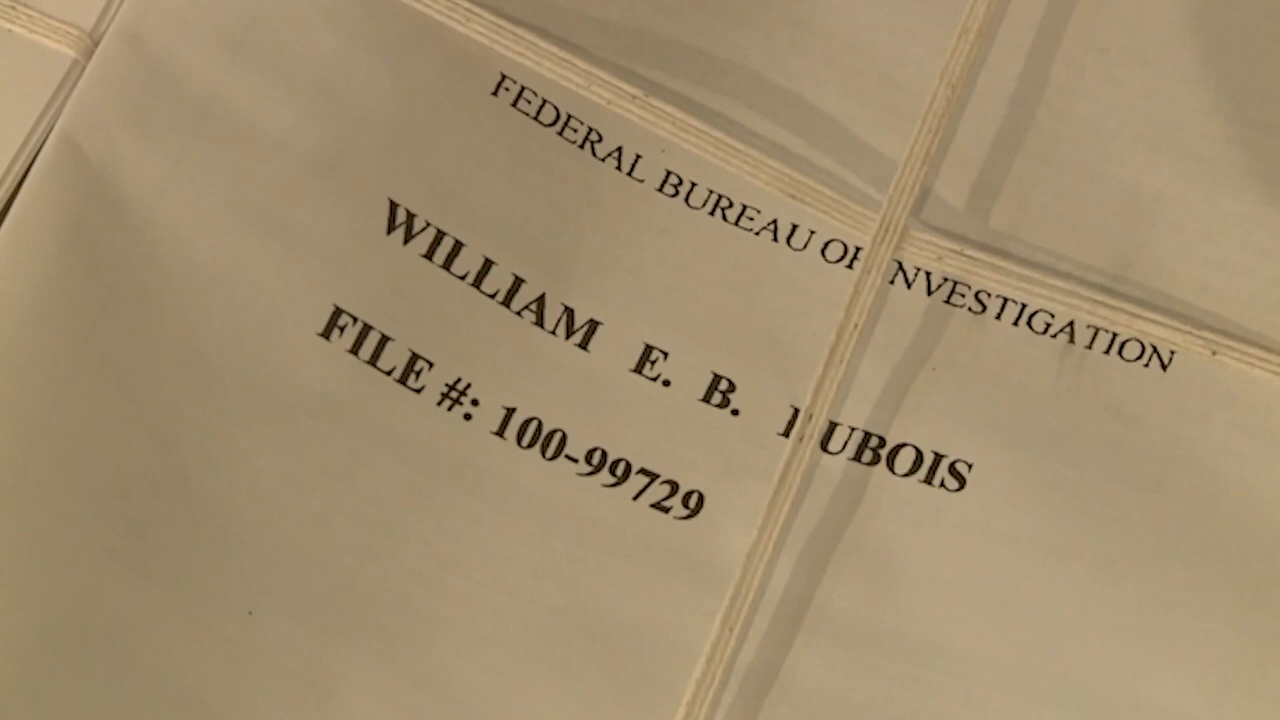 FEDERAL BUREAU OF INVESTIGATION
WILLIAM E. B. DUBOIS
FILE #: 100-99729